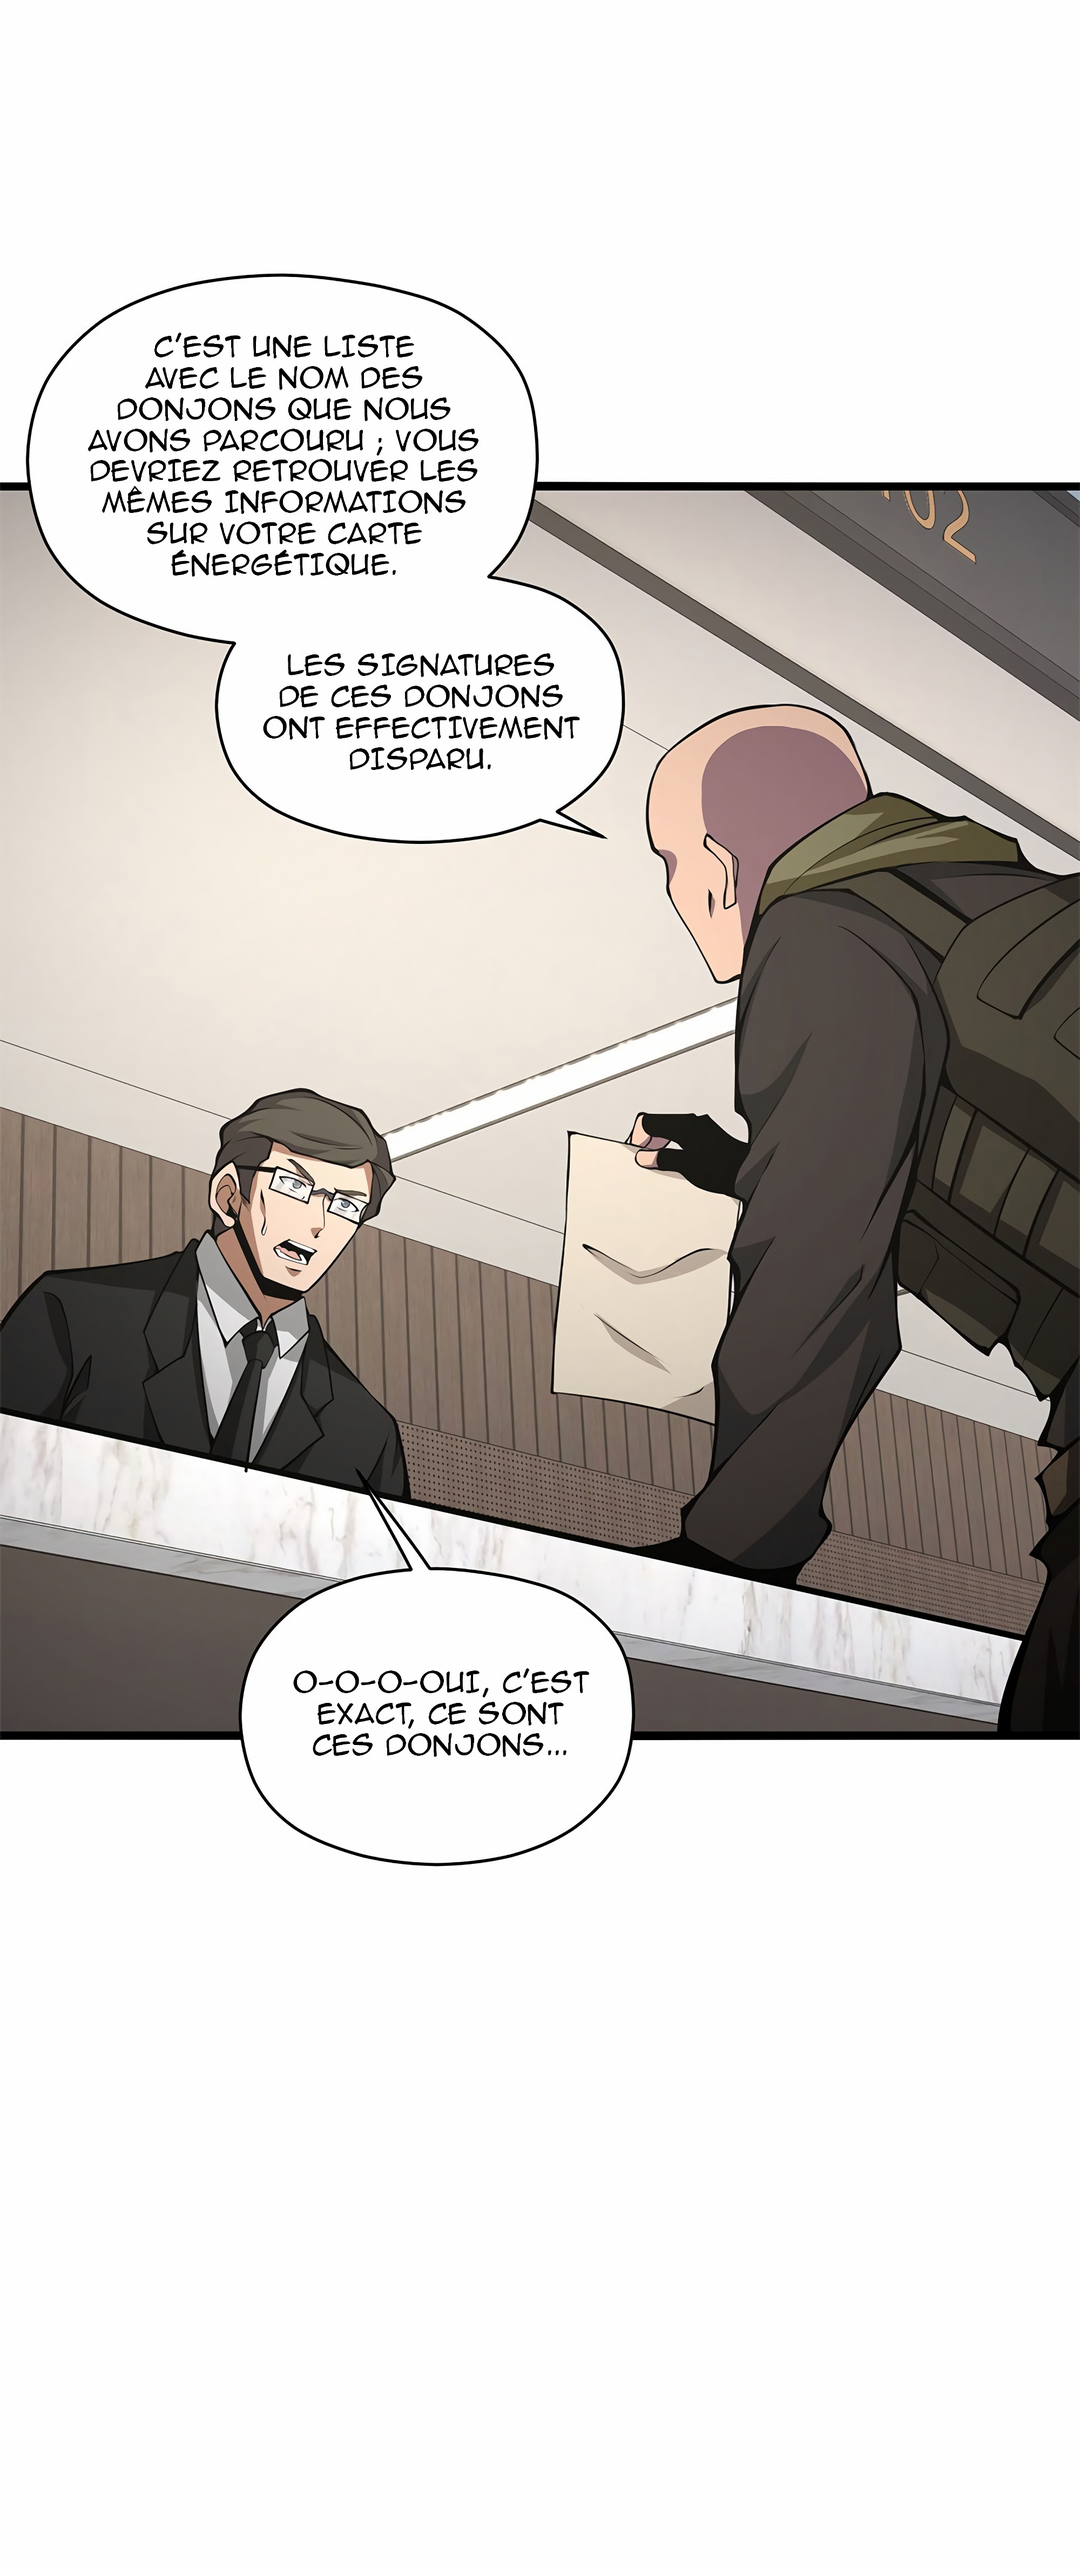 C'EST UNE LISTE
AVEC LE NOM DES
DONJONS QUE NOUS
AVONS PARCOURU ; VOUS
DEVRIEZ RETROUVER LES
MÊMES INFORMATIONS
SUR VOTRE CARTE
ÉNERGÉTIQUE.
LES SIGNATURES
DE CES DONJONS
ONT EFFECTIVEMENT
DISPARU.
O-O-O-OUI, C'EST
EXACT, CE SONT
CES DONJONS...